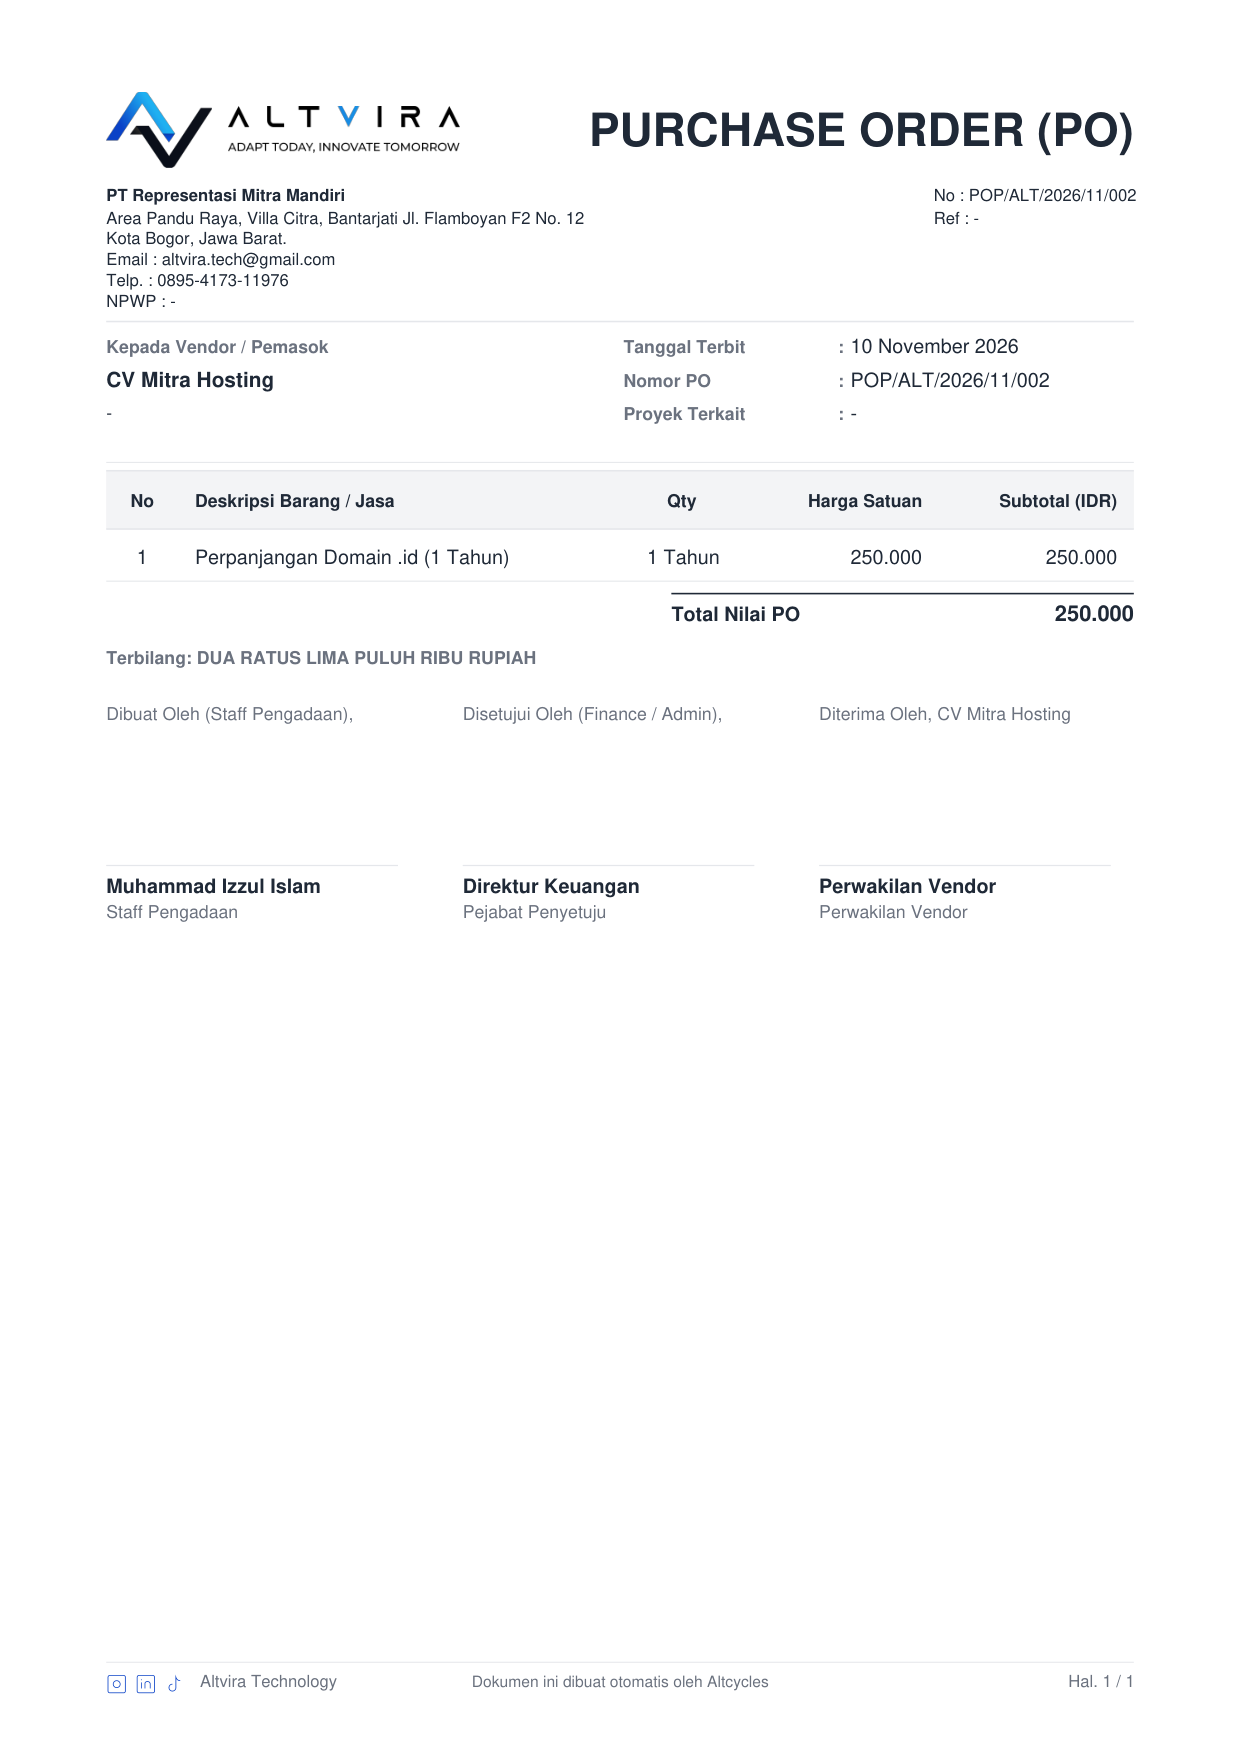 ALTVIRA
ADAPT TODAY, INNOVATE TOMORROW
PURCHASE ORDER (PO)
PT Representasi Mitra Mandiri
Area Pandu Raya, Villa Citra, Bantarjati Jl. Flamboyan F2 No. 12
Kota Bogor, Jawa Barat.
Email : altvira.tech@gmail.com
Telp. : 0895-4173-11976
NPWP : -
No : POP/ALT/2026/11/002
Ref : -
Kepada Vendor / Pemasok
CV Mitra Hosting
-
Tanggal Terbit : 10 November 2026
Nomor PO : POP/ALT/2026/11/002
Proyek Terkait : -
No Deskripsi Barang / Jasa Qty Harga Satuan Subtotal (IDR)
1 Perpanjangan Domain .id (1 Tahun) 1 Tahun 250.000 250.000
Total Nilai PO 250.000
Terbilang: DUA RATUS LIMA PULUH RIBU RUPIAH
Dibuat Oleh (Staff Pengadaan), Disetujui Oleh (Finance / Admin), Diterima Oleh, CV Mitra Hosting
Muhammad Izzul Islam Direktur Keuangan Perwakilan Vendor
Staff Pengadaan Pejabat Penyetuju Perwakilan Vendor
Altvira Technology Dokumen ini dibuat otomatis oleh Altcycles Hal. 1 / 1